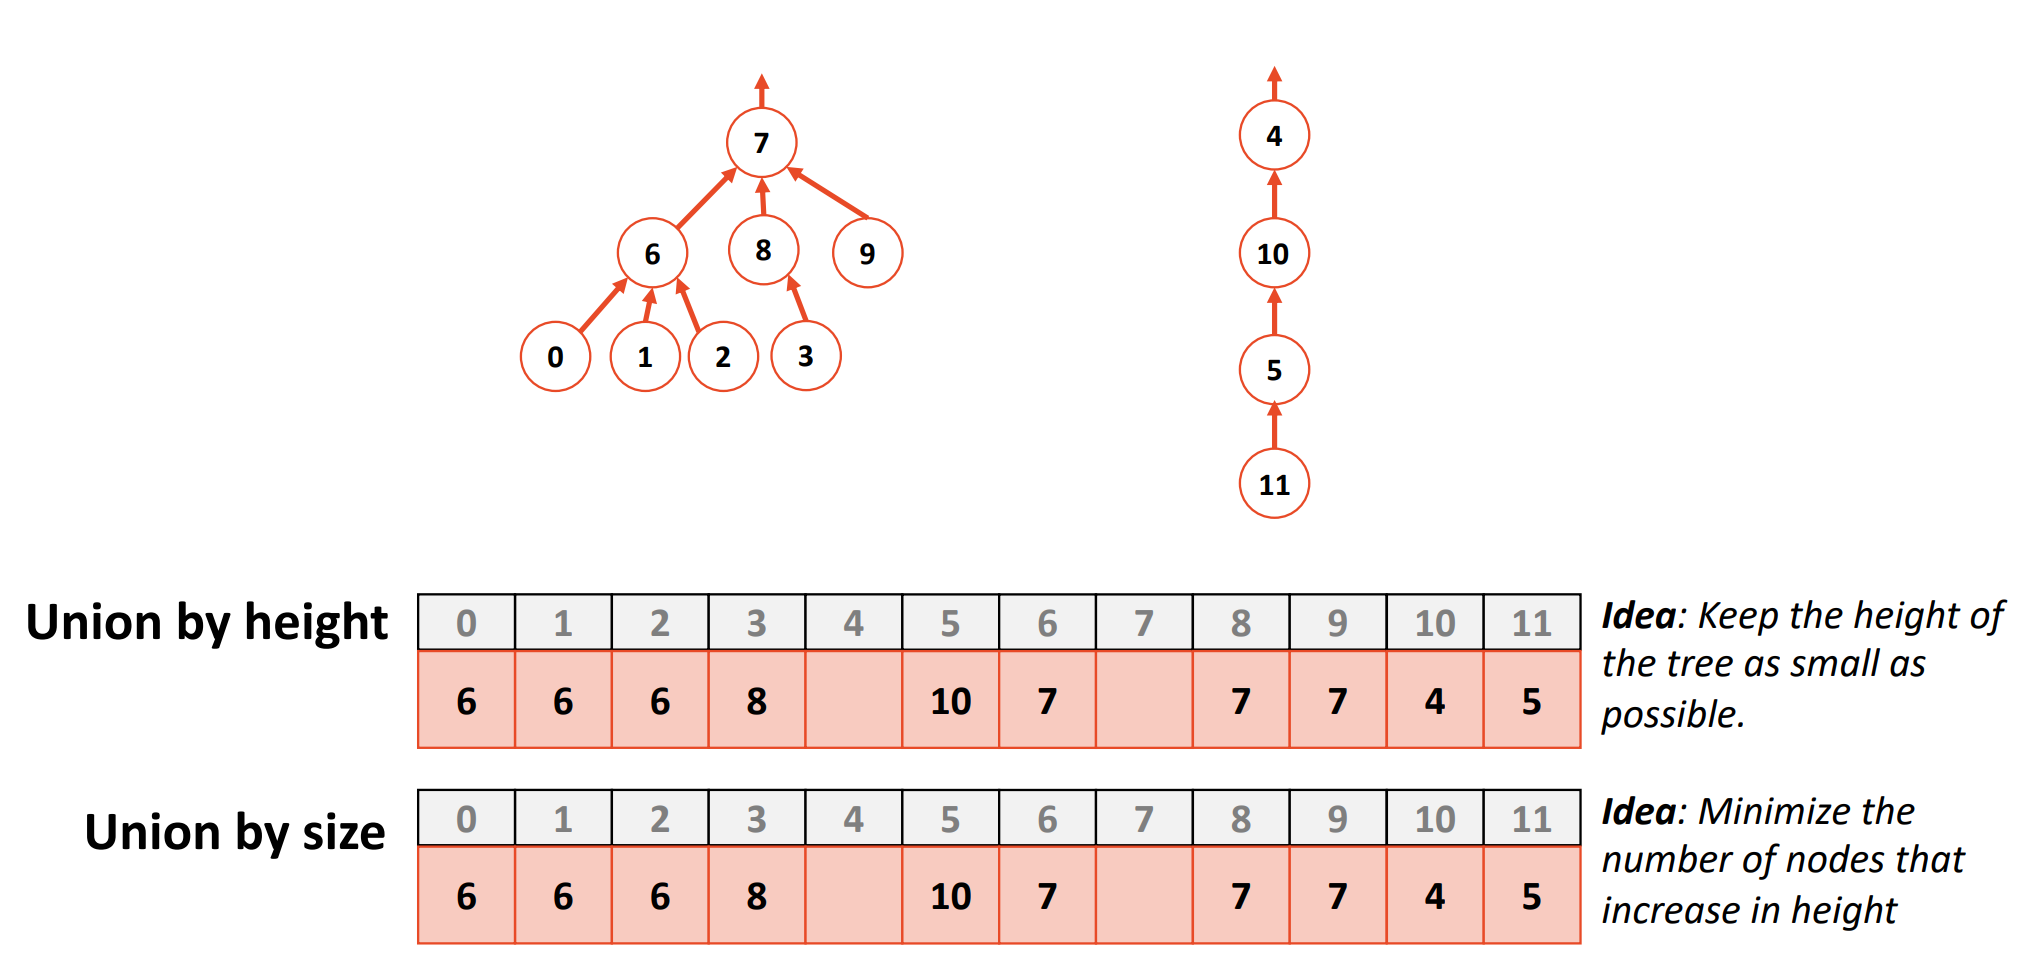 7
4
6 8 9
10
0 1 2 3
5
11
Union by height
0 1 2 3 4 5 6 7 8 9 10 11
6 6 6 8 10 7 7 7 4 5
Idea: Keep the height of
the tree as small as
possible.
Union by size
0 1 2 3 4 5 6 7 8 9 10 11
6 6 6 8 10 7 7 7 4 5
Idea: Minimize the
number of nodes that
increase in height